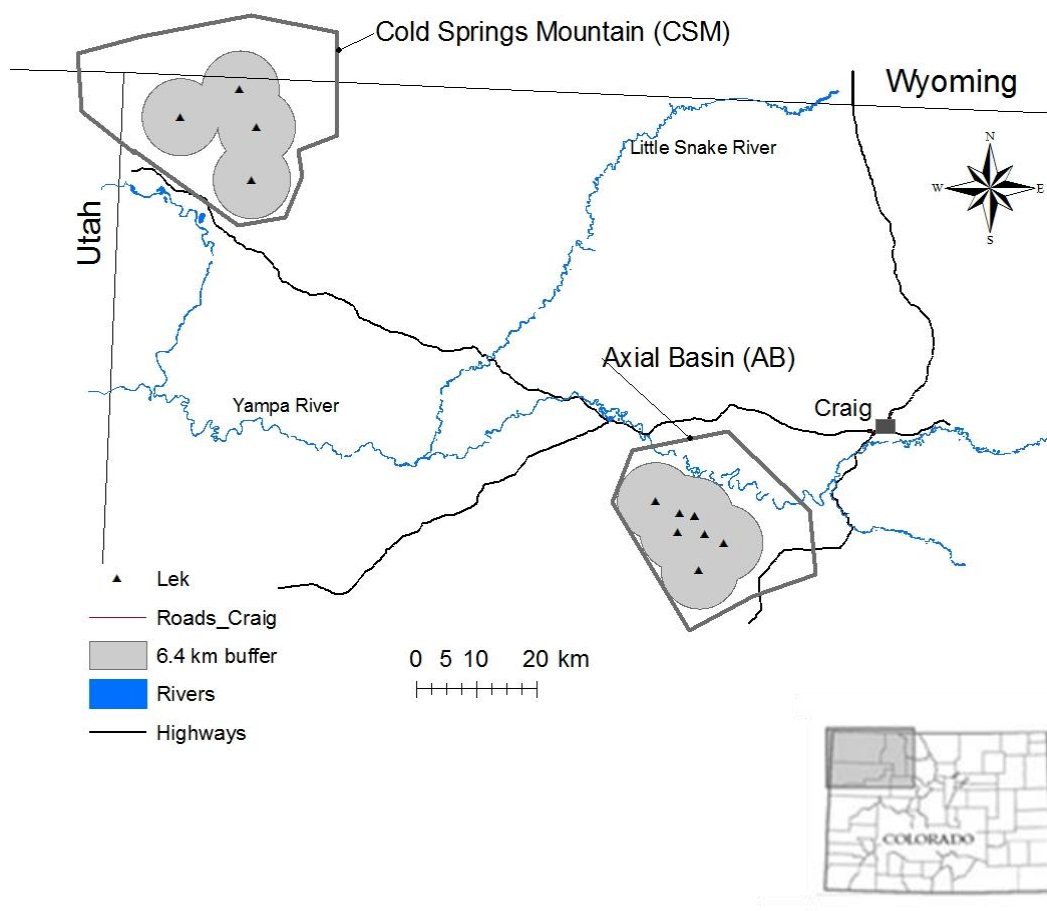 Cold Springs Mountain (CSM)
Wyoming
Little Snake River
N
W
E
S
Utah
Axial Basin (AB)
Yampa River
Craig
Lek
Roads_Craig
6.4 km buffer
Rivers
Highways
0 5 10 20 km
COLORADO